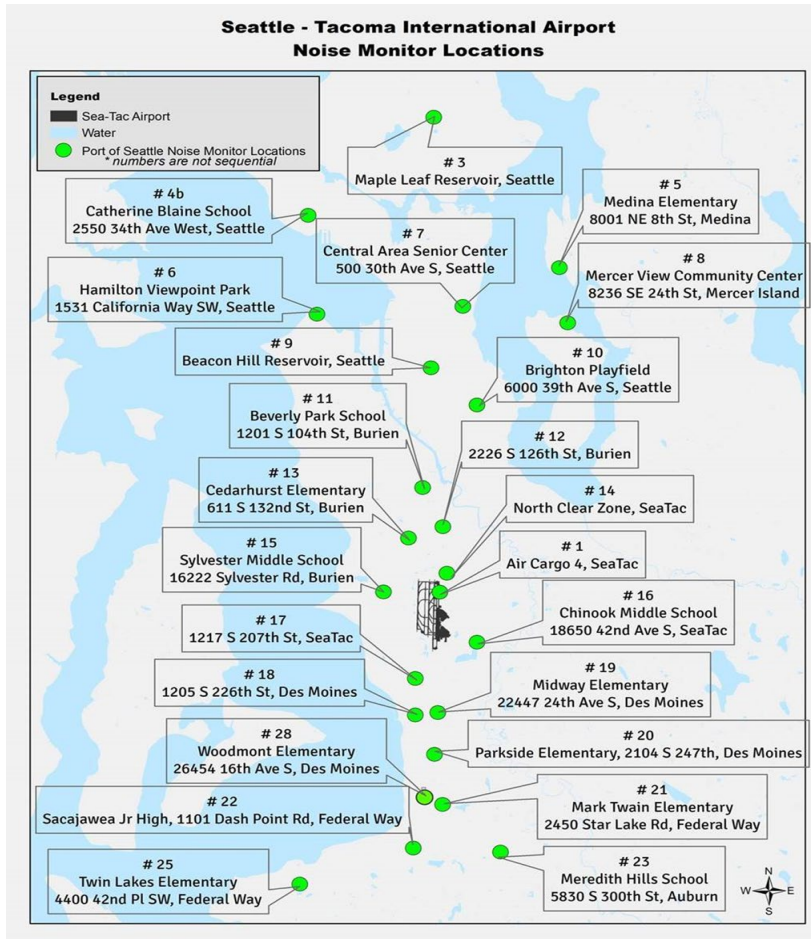 Seattle - Tacoma International Airport
Noise Monitor Locations
Legend
Sea-Tac Airport
Water
Port of Seattle Noise Monitor Locations
* numbers are not sequential
# 3
Maple Leaf Reservoir, Seattle
# 4b
Catherine Blaine School
2550 34th Ave West, Seattle
# 5
Medina Elementary
8001 NE 8th St, Medina
# 7
Central Area Senior Center
500 30th Ave S, Seattle
# 8
Mercer View Community Center
8236 SE 24th St, Mercer Island
# 6
Hamilton Viewpoint Park
1531 California Way SW, Seattle
# 9
Beacon Hill Reservoir, Seattle
# 10
Brighton Playfield
6000 39th Ave S, Seattle
# 11
Beverly Park School
1201 S 104th St, Burien
# 12
2226 S 126th St, Burien
# 13
Cedarhurst Elementary
611 S 132nd St, Burien
# 14
North Clear Zone, SeaTac
# 15
Sylvester Middle School
16222 Sylvester Rd, Burien
# 1
Air Cargo 4, SeaTac
# 16
Chinook Middle School
18650 42nd Ave S, SeaTac
# 17
1217 S 207th St, SeaTac
# 18
1205 S 226th St, Des Moines
# 19
Midway Elementary
22447 24th Ave S, Des Moines
# 28
Woodmont Elementary
26454 16th Ave S, Des Moines
# 20
Parkside Elementary, 2104 S 247th, Des Moines
# 22
Sacajawea Jr High, 1101 Dash Point Rd, Federal Way
# 21
Mark Twain Elementary
2450 Star Lake Rd, Federal Way
# 25
Twin Lakes Elementary
4400 42nd Pl SW, Federal Way
# 23
Meredith Hills School
5830 S 300th St, Auburn
N
W E
S